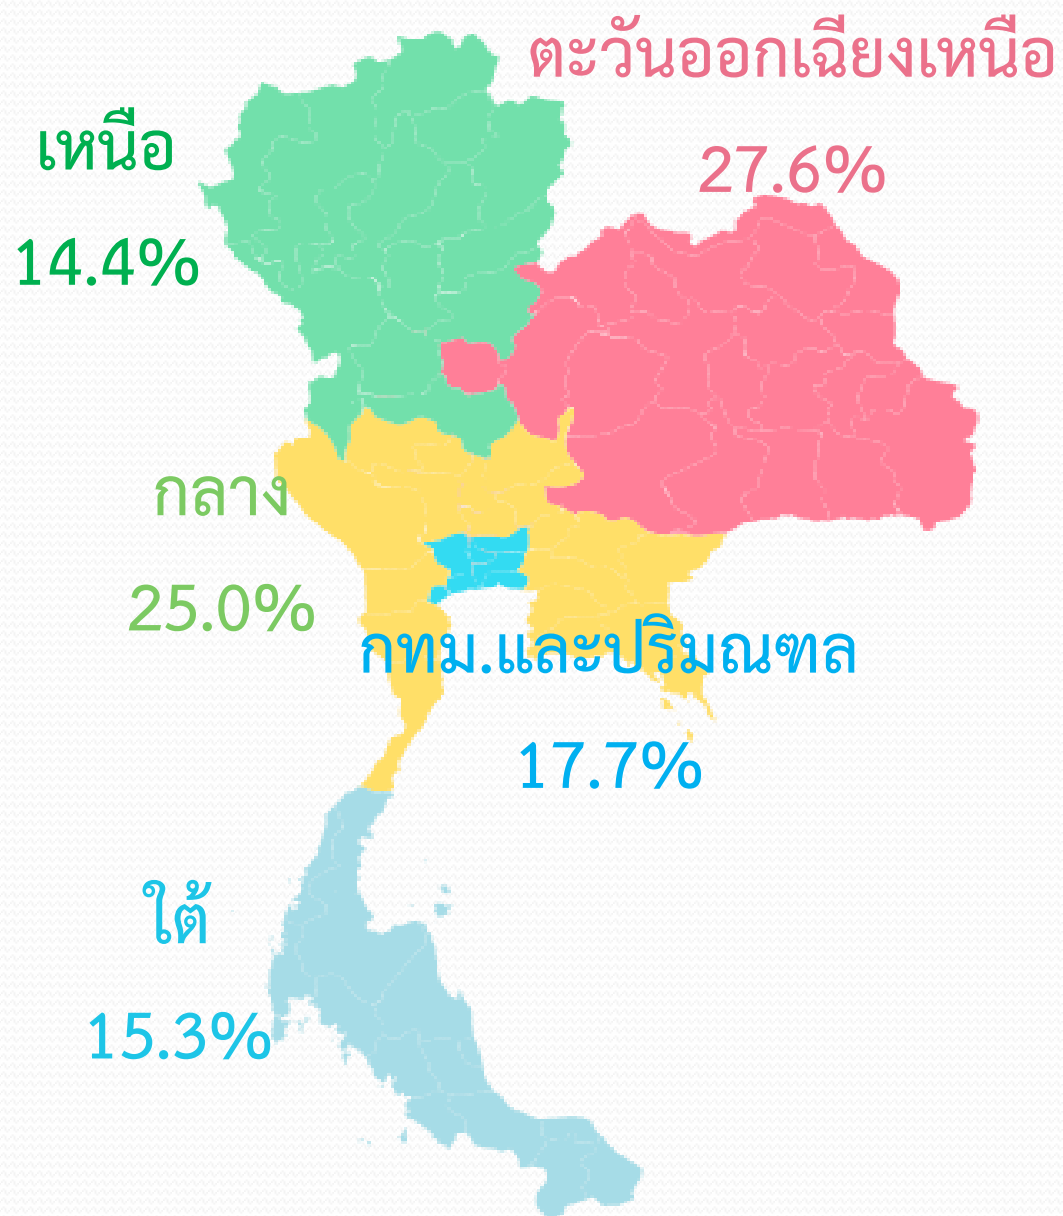 ตะวันออกเฉียงเหนือ
27.6%
เหนือ
14.4%
กลาง
25.0%
กทม.และปริมณฑล
17.7%
ใต้
15.3%